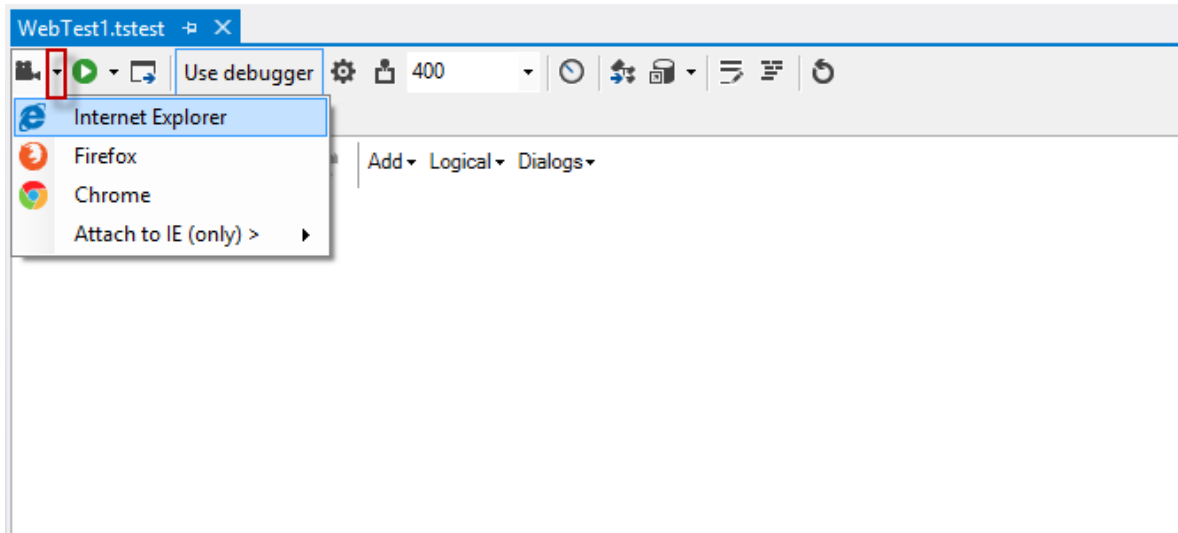 WebTest1.tstest
Use debugger 400
Internet Explorer
Firefox
Add Logical Dialogs
Chrome
Attach to IE (only) >